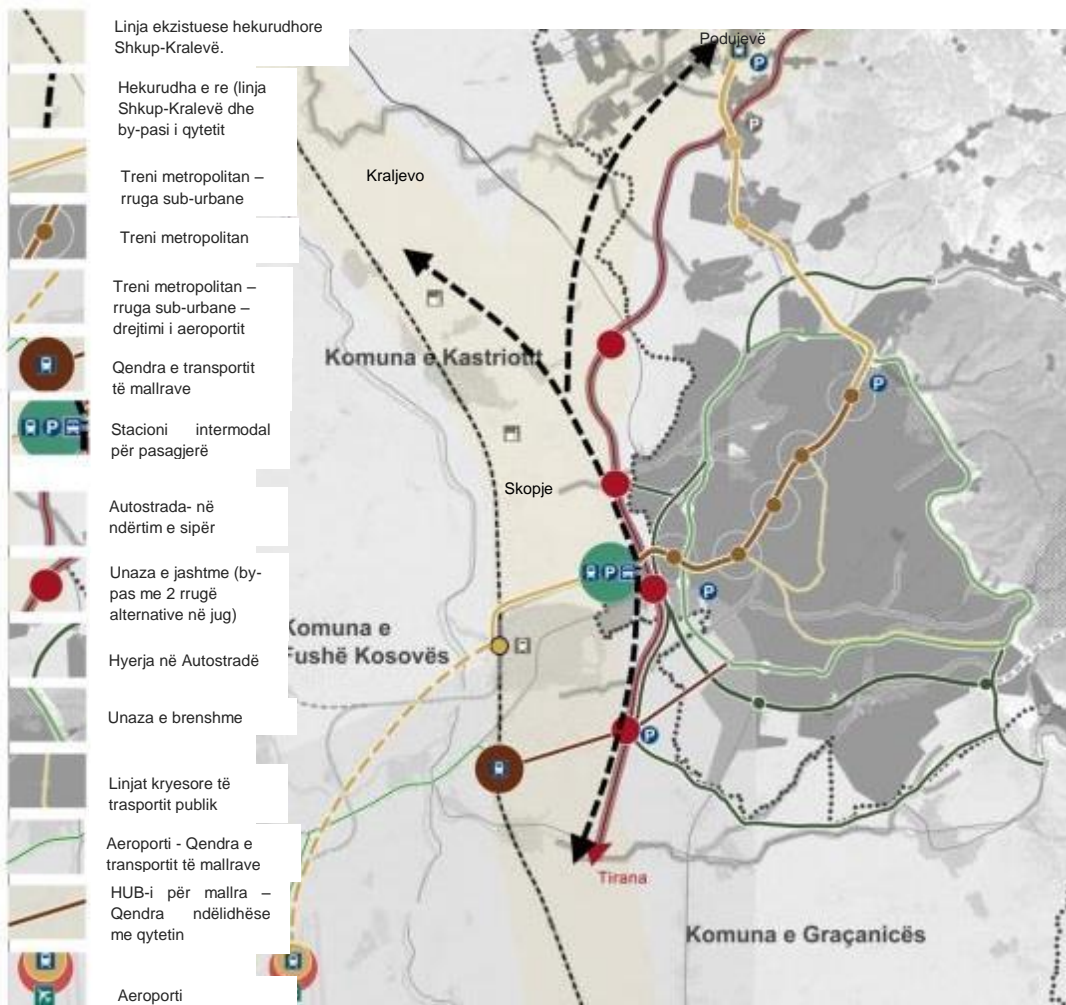 Linja ekzistuese hekurudhore
Shkup-Kralevë.
Hekurudha e re (linja
Shkup-Kralevë dhe
by-pasi i qytetit
Treni metropolitan –
rruga sub-urbane
Treni metropolitan
Treni metropolitan –
rruga sub-urbane –
drejtimi i aeroportit
Qendra e transportit
të mallrave
Stacioni intermodal
për pasagjerë
Autostrada- në
ndërtim e sipër
Unaza e jashtme (by-
pas me 2 rrugë
alternative në jug)
Hyerja në Autostradë
Unaza e brenshme
Linjat kryesore të
trasportit publik
Aeroporti - Qendra e
transportit të mallrave
HUB-i për mallra –
Qendra ndëlidhëse
me qytetin
Aeroporti
P
Podujevë
P
P
Kraljevo
Komuna e Kastriotit
P
Skopje
P
P
Komuna e
Fushë Kosovës
P
Tirana
Komuna e Graçanicës